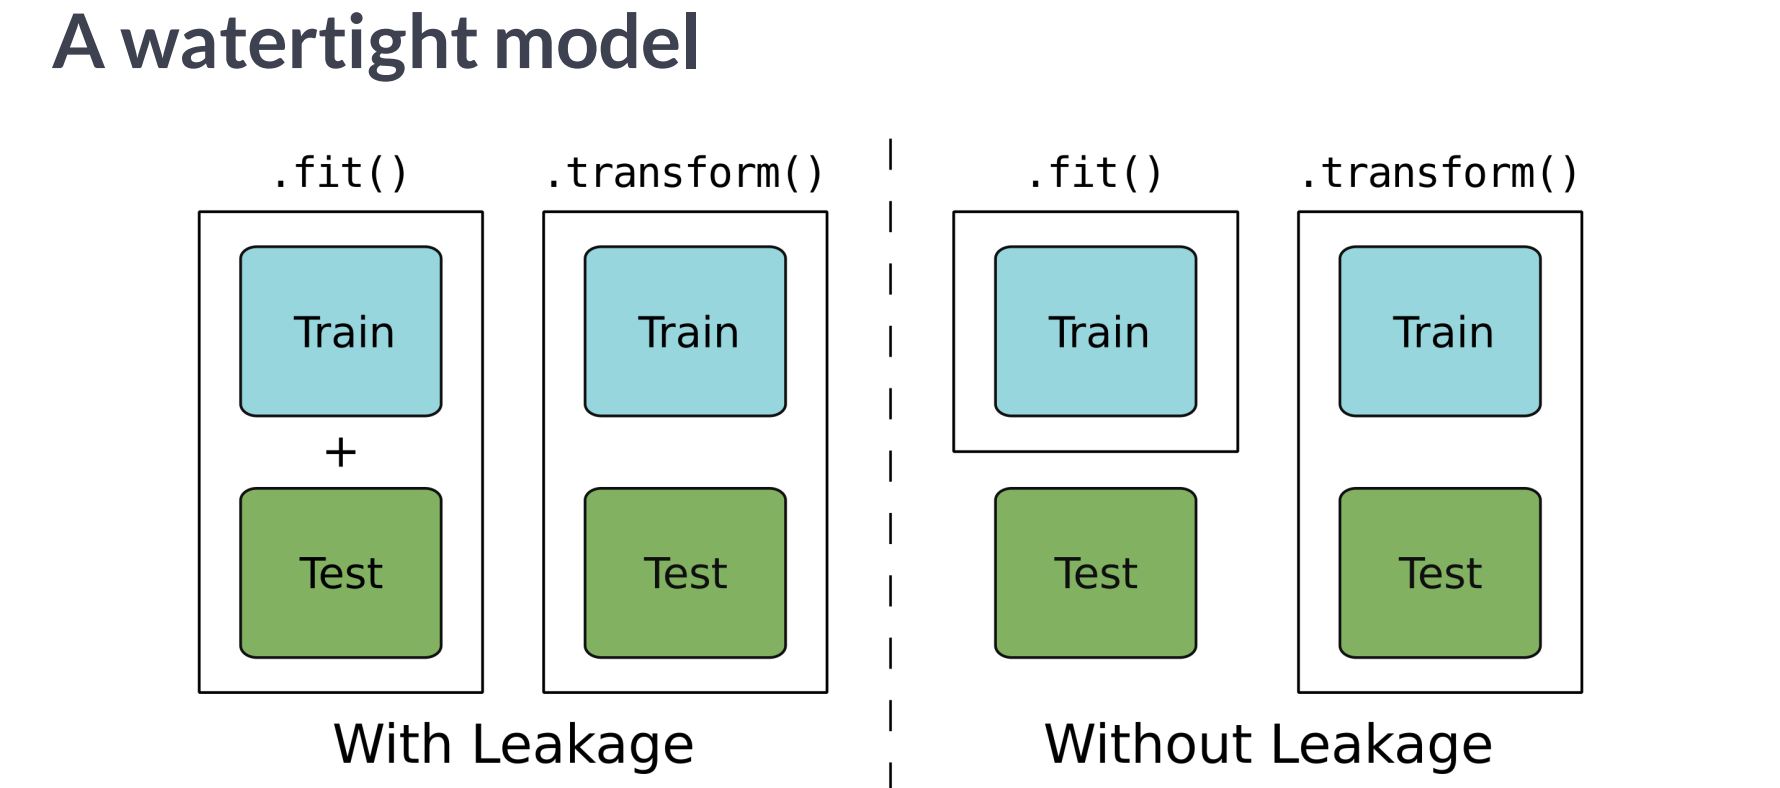 A watertight model
.fit() .transform() .fit() .transform()
Train Train Train Train
+
Test Test Test Test
With Leakage Without Leakage